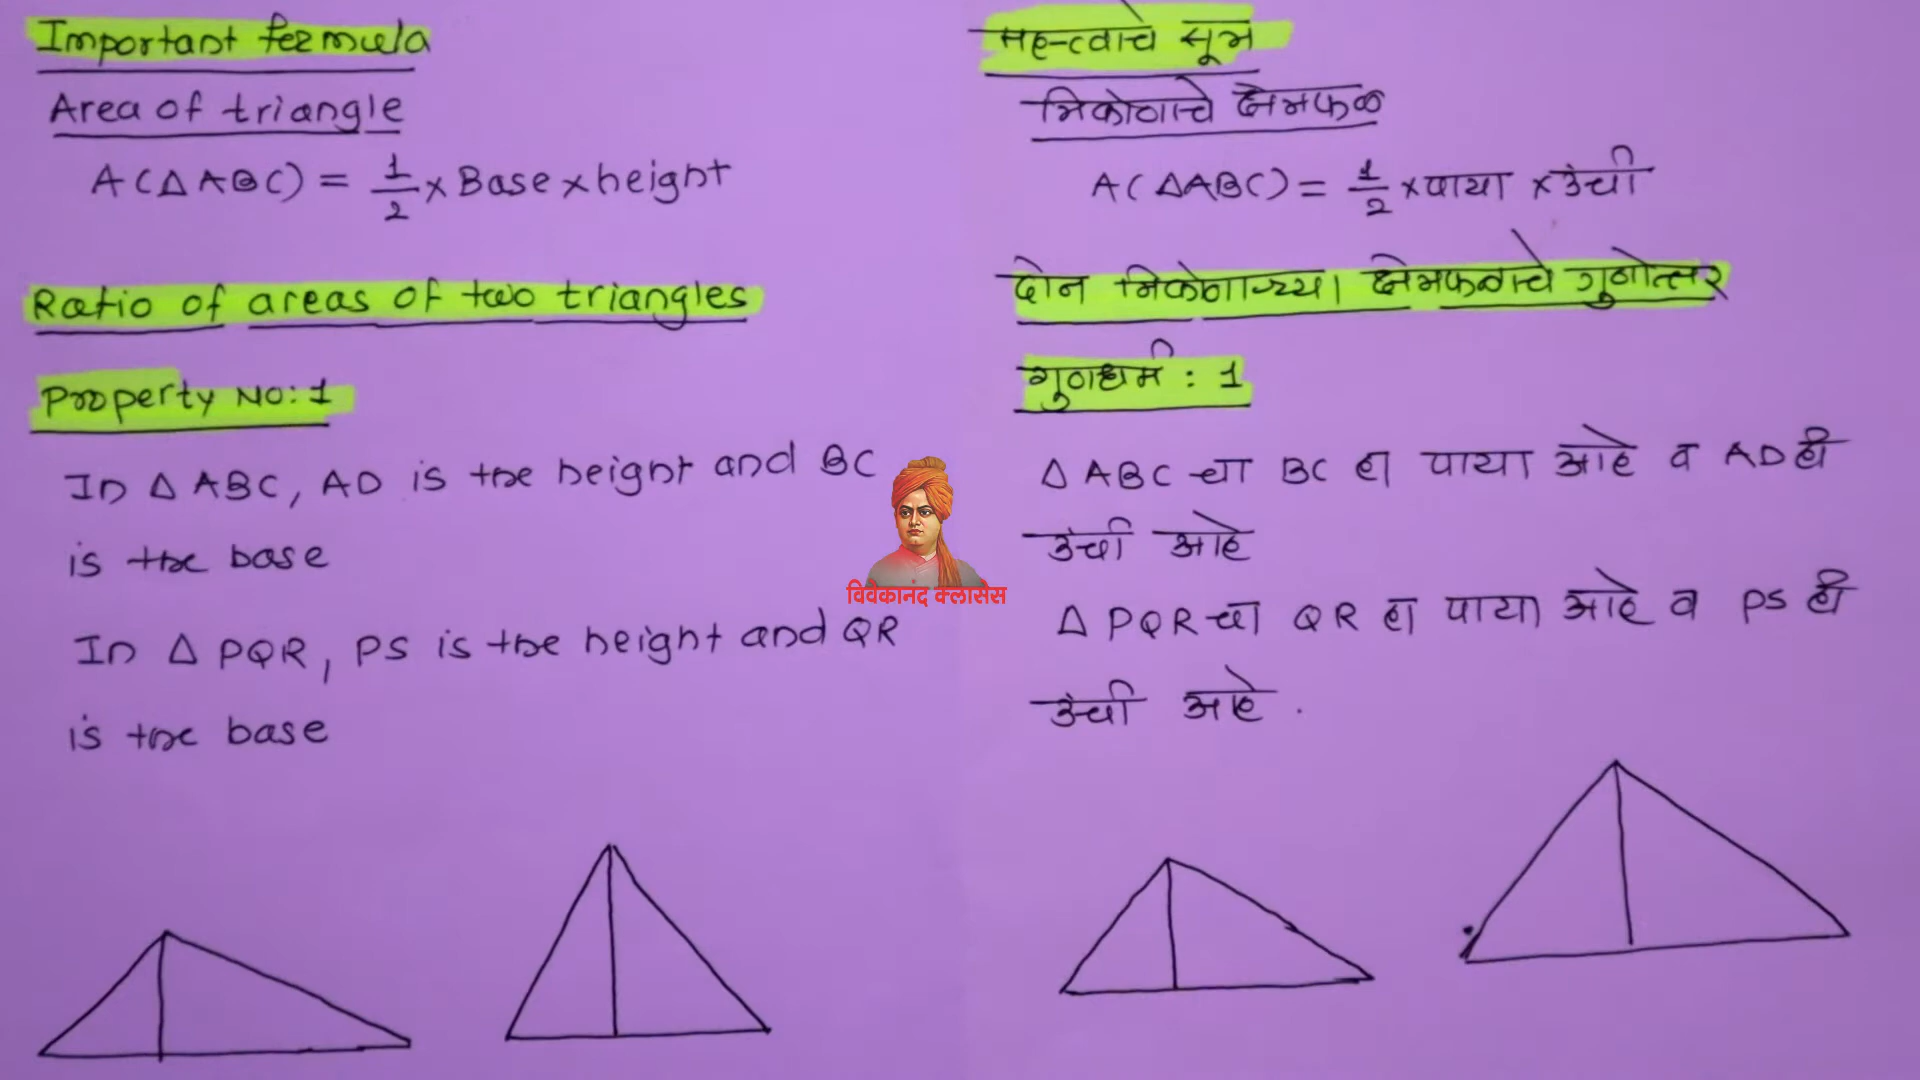 Important formula
Area of triangle
A(△ABC) = 1/2 × Base × height
Ratio of areas of two triangles
Property No: 1
In △ ABC, AD is the height and BC
is the base
In △ PQR, PS is the height and QR
is the base
महत्वाचे सूत्र
त्रिकोणाचे क्षेत्रफळ
A(△ABC) = 1/2 × पाया × उंची
दोन त्रिकोणाच्या क्षेत्रफळाचे गुणोत्तर
गुणधर्म : 1
△ ABC चा BC हा पाया आहे व AD ही
उंची आहे
△ PQR चा QR हा पाया आहे व PS ही
उंची आहे .
विवेकानंद क्लासेस